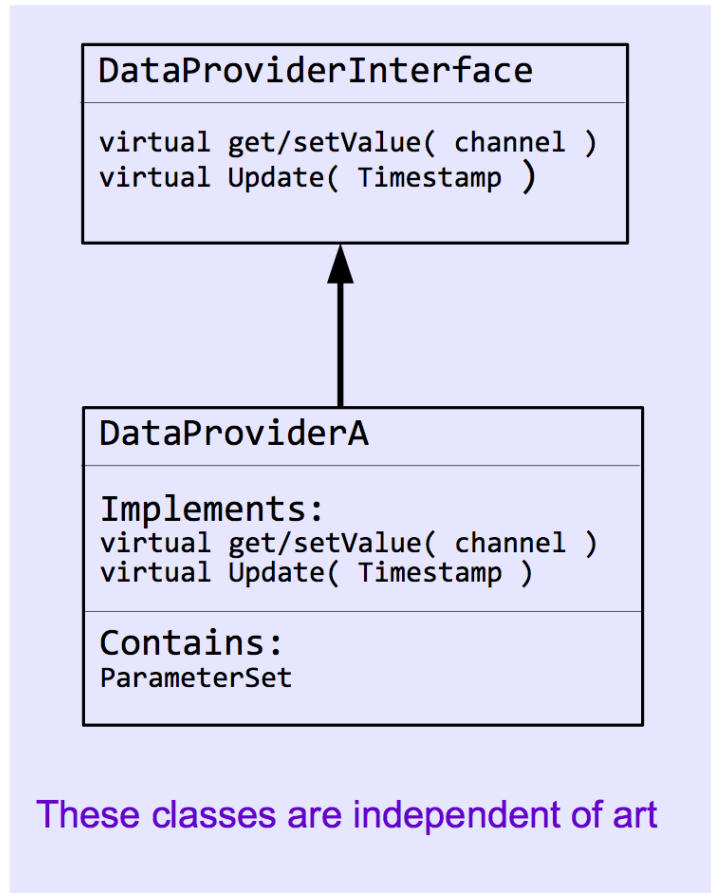 DataProviderInterface
virtual get/setValue( channel )
virtual Update( Timestamp )
DataProviderA
Implements:
virtual get/setValue( channel )
virtual Update( Timestamp )
Contains:
ParameterSet
These classes are independent of art